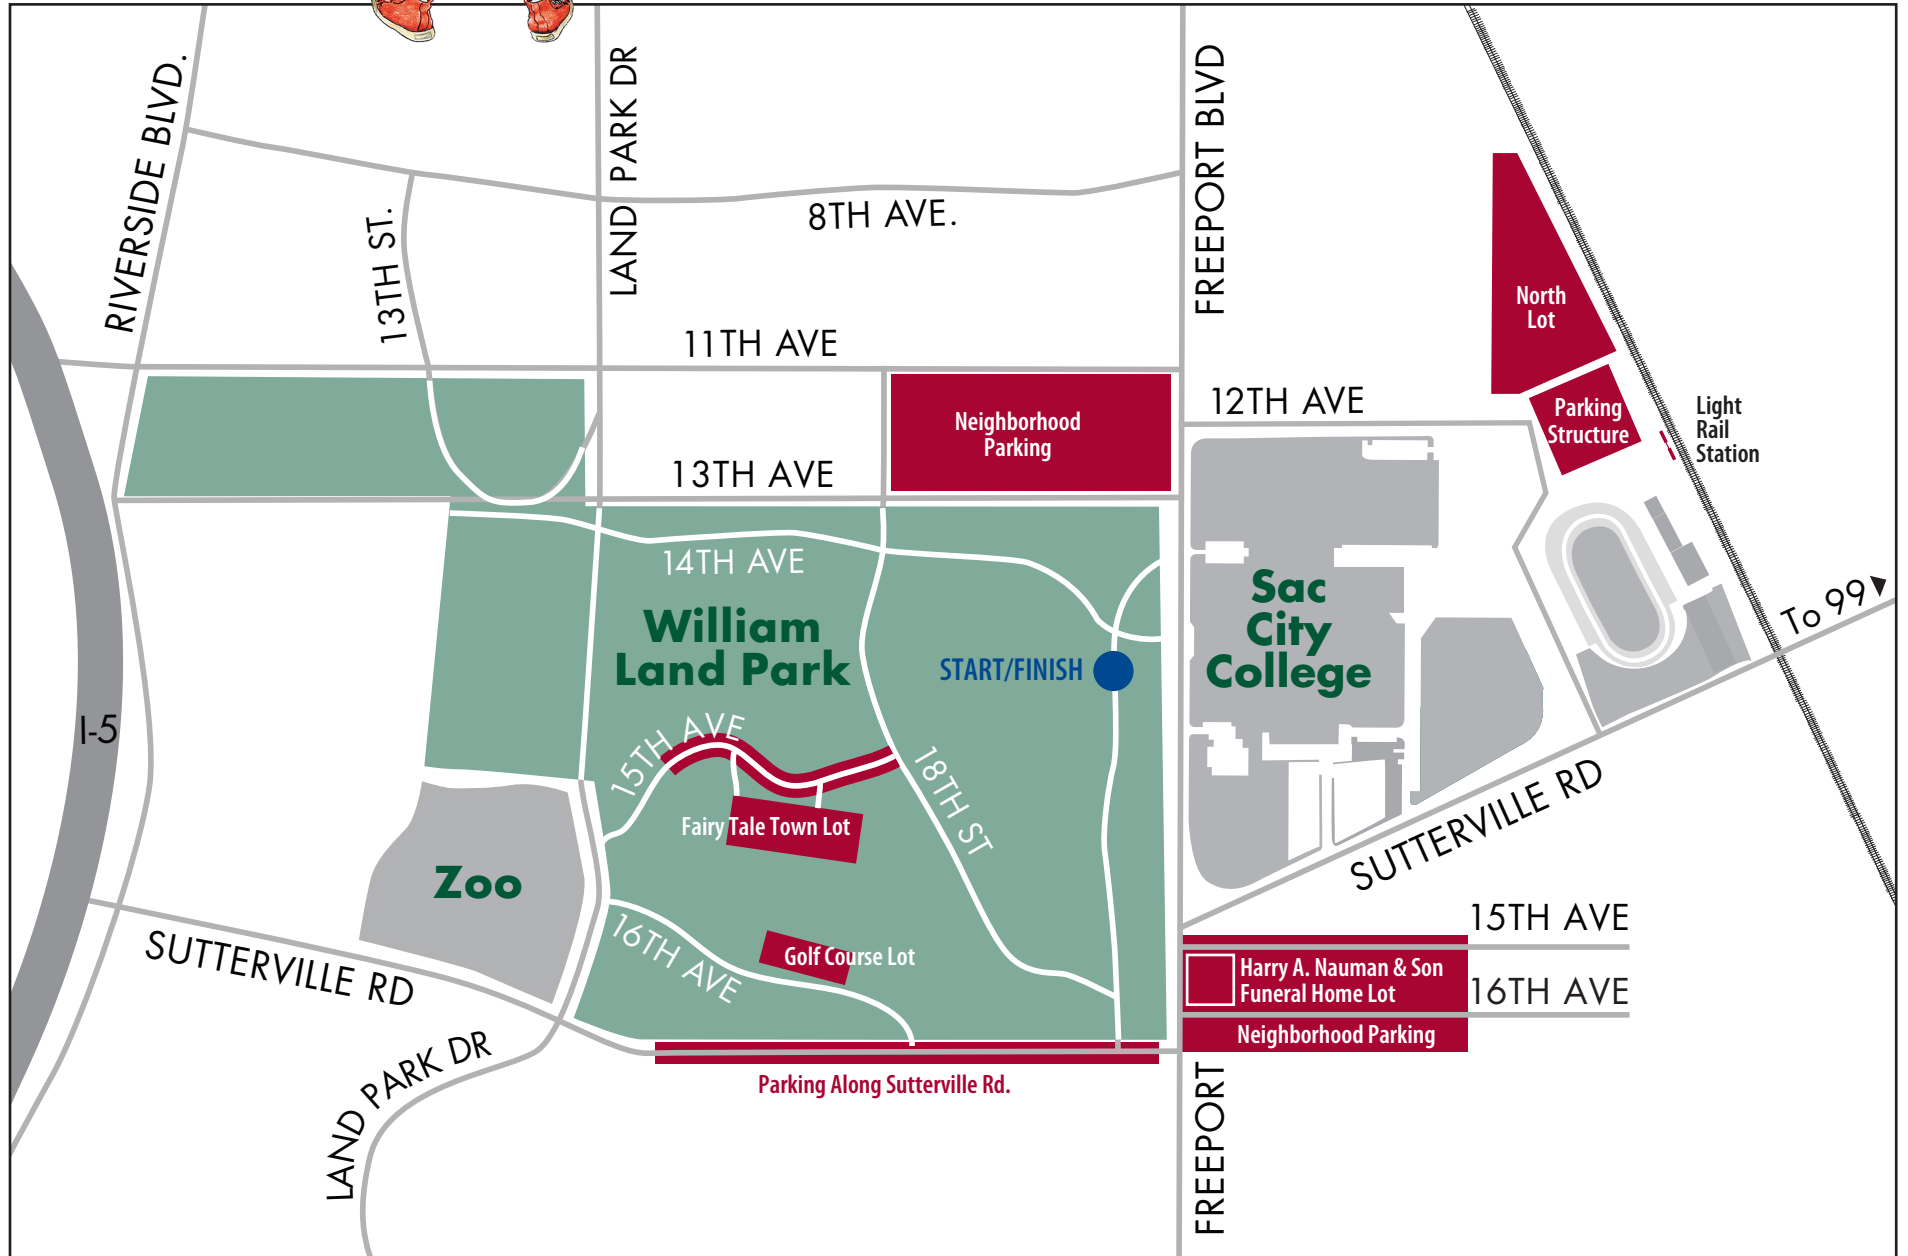 RIVERSIDE BLVD.
LAND PARK DR
FREEPORT BLVD
13TH ST.
8TH AVE.
11TH AVE
12TH AVE
North
Lot
Neighborhood
Parking
Parking
Structure
Light
Rail
Station
13TH AVE
14TH AVE
William
Land Park
START/FINISH
Sac
City
College
To 99
I-5
15TH AVE
18TH ST
Fairy Tale Town Lot
SUTTERVILLE RD
Zoo
16TH AVE
Golf Course Lot
15TH AVE
Harry A. Nauman & Son
Funeral Home Lot
16TH AVE
Neighborhood Parking
SUTTERVILLE RD
LAND PARK DR
Parking Along Sutterville Rd.
FREEPORT